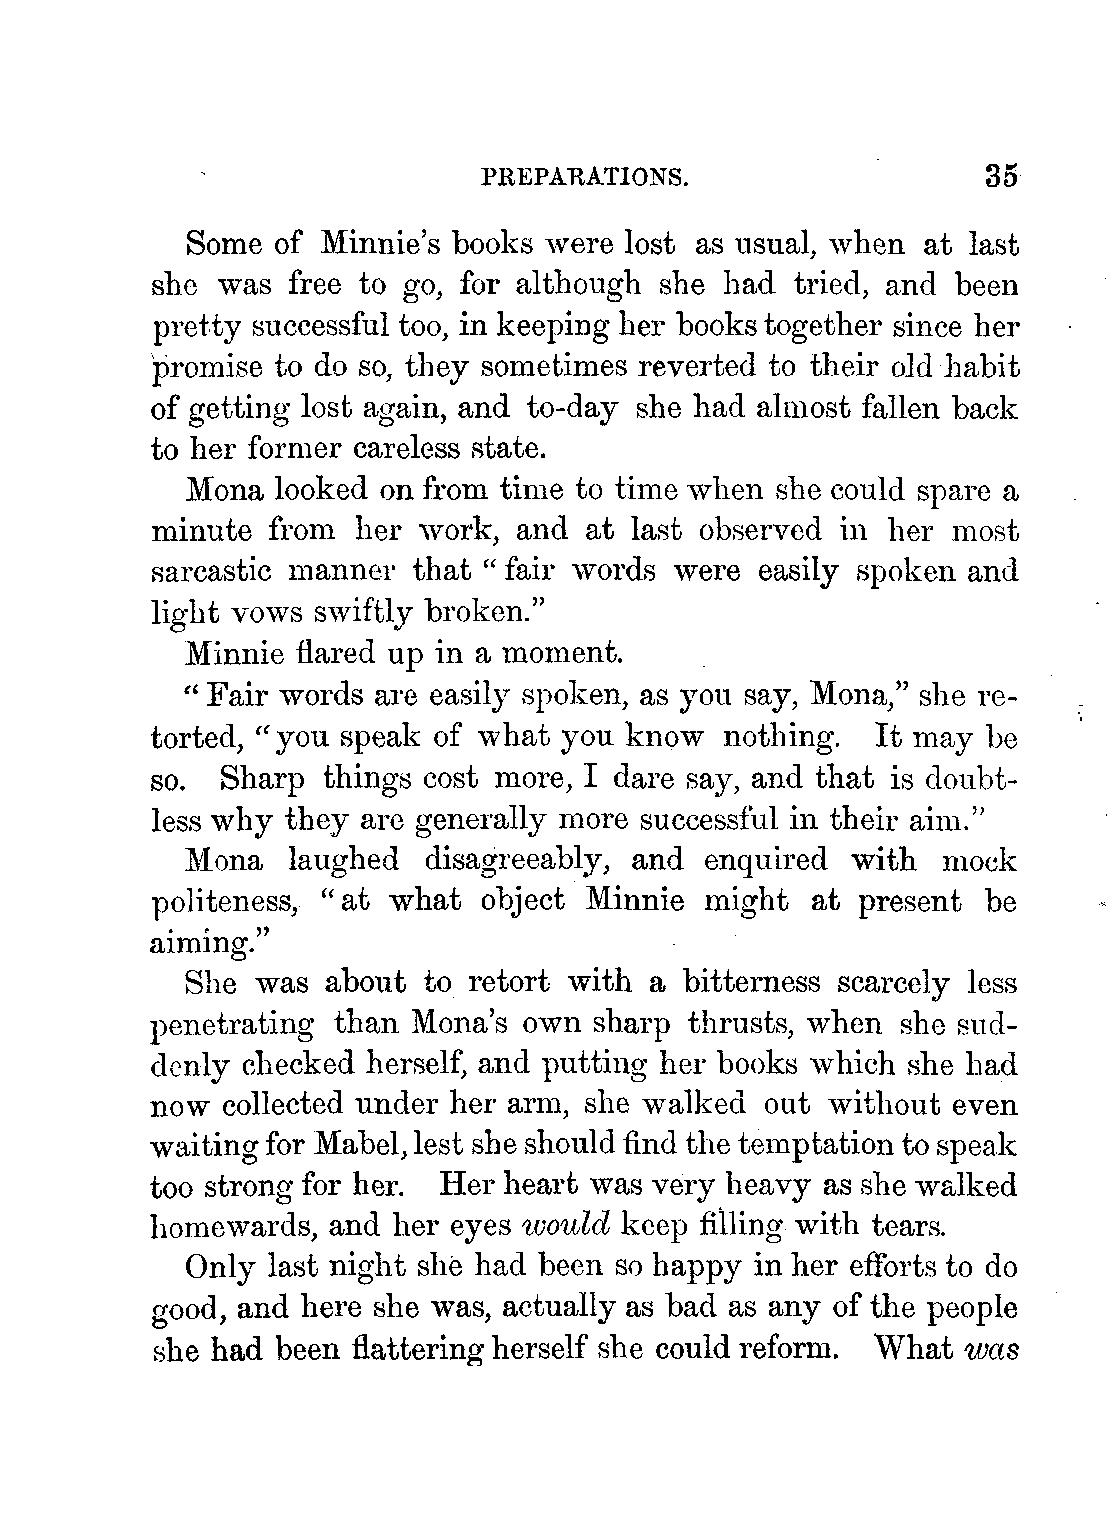 PREPARATIONS. 35
Some of Minnie's books were lost as usual, when at last
she was free to go, for although she had tried, and been
pretty successful too, in keeping her books together since her
promise to do so, they sometimes reverted to their old habit
of getting lost again, and to-day she had almost fallen back
to her former careless state.
Mona looked on from time to time when she could spare a
minute from her work, and at last observed in her most
sarcastic manner that “ fair words were easily spoken and
light vows swiftly broken.”
Minnie flared up in a moment.
“ Fair words are easily spoken, as you say, Mona,” she re-
torted, “ you speak of what you know nothing. It may be
so. Sharp things cost more, I dare say, and that is doubt-
less why they are generally more successful in their aim.”
Mona laughed disagreeably, and enquired with mock
politeness, “ at what object Minnie might at present be
aiming.”
She was about to retort with a bitterness scarcely less
penetrating than Mona's own sharp thrusts, when she sud-
denly checked herself, and putting her books which she had
now collected under her arm, she walked out without even
waiting for Mabel, lest she should find the temptation to speak
too strong for her. Her heart was very heavy as she walked
homewards, and her eyes would keep filling with tears.
Only last night she had been so happy in her efforts to do
good, and here she was, actually as bad as any of the people
she had been flattering herself she could reform. What was